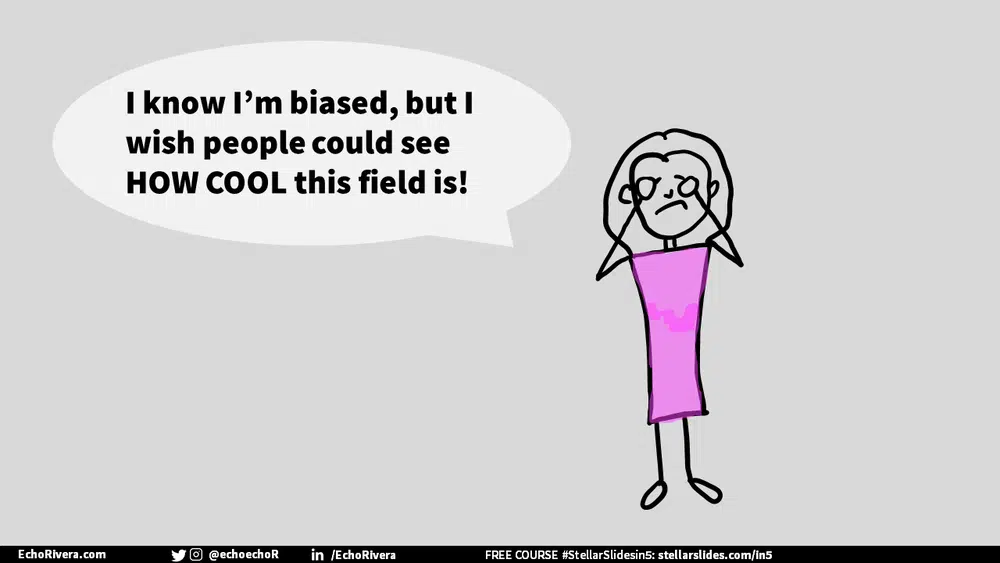 I know I’m biased, but I
wish people could see
HOW COOL this field is!
EchoRivera.com @echoechoR /EchoRivera FREE COURSE #StellarSlidesin5: stellarslides.com/in5